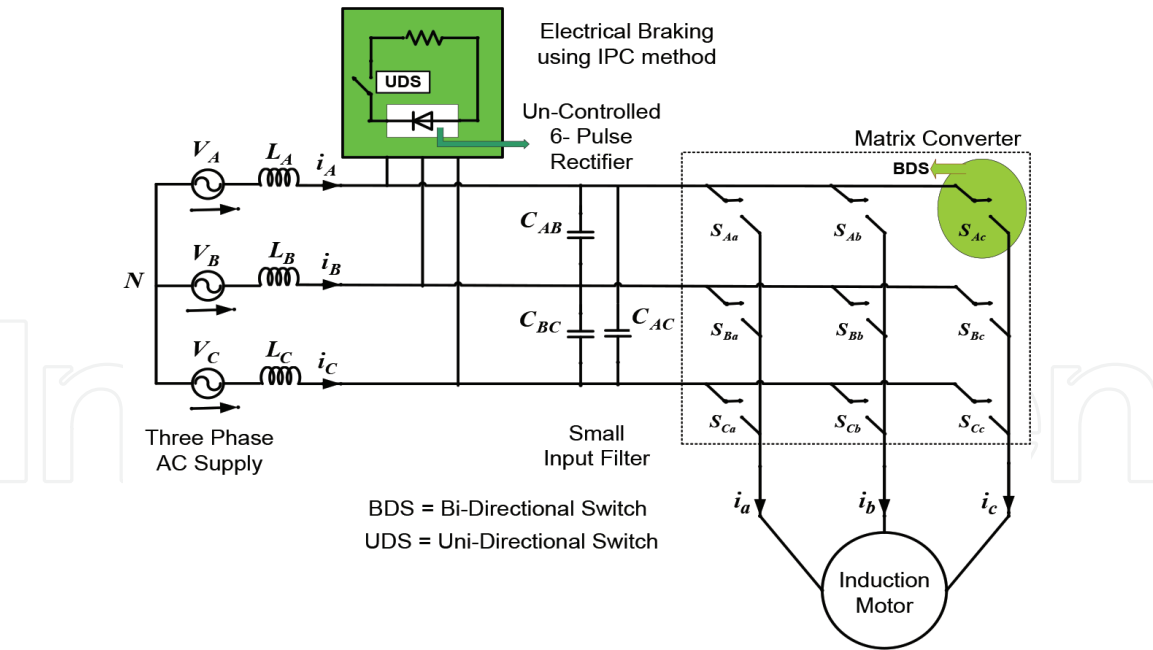 Electrical Braking
using IPC method
UDS
Un-Controlled
6- Pulse
Rectifier
Matrix Converter
BDS
V_A
L_A
i_A
C_AB
S_Aa
S_Ab
S_Ac
N
V_B
L_B
i_B
C_BC
C_AC
S_Ba
S_Bb
S_Bc
V_C
L_C
i_C
S_Ca
S_Cb
S_Cc
Three Phase
AC Supply
Small
Input Filter
BDS = Bi-Directional Switch
UDS = Uni-Directional Switch
i_a
i_b
i_c
Induction
Motor